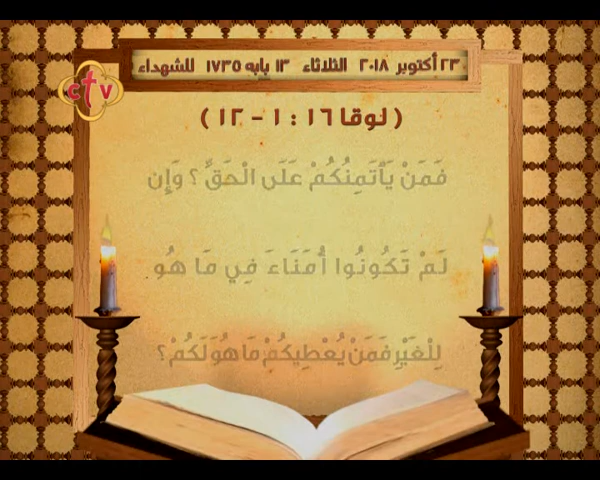 ٢٣ أكتوبر ٢٠١٨ الثلاثاء ١٣ بابه ١٧٣٥ للشهداء
ctv
( لوقا ١٦ : ١ - ١٢ )
فَمَنْ يَأْتَمِنُكُمْ عَلَى الْحَقِّ ؟ وَإِن
لَمْ تَكُونُوا أُمَنَاءَ فِي مَا هُوَ
لِلْغَيْرِ فَمَنْ يُعْطِيكُمْ مَا هُوَ لَكُمْ ؟